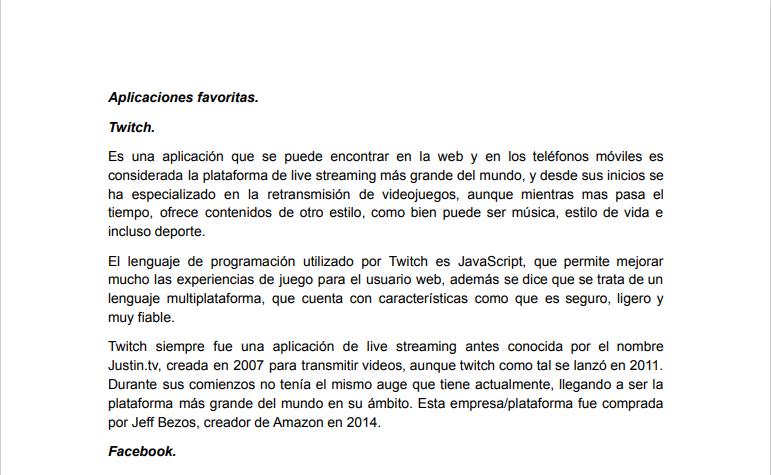 Aplicaciones favoritas.
Twitch.
Es una aplicación que se puede encontrar en la web y en los teléfonos móviles es
considerada la plataforma de live streaming más grande del mundo, y desde sus inicios se
ha especializado en la retransmisión de videojuegos, aunque mientras mas pasa el
tiempo, ofrece contenidos de otro estilo, como bien puede ser música, estilo de vida e
incluso deporte.
El lenguaje de programación utilizado por Twitch es JavaScript, que permite mejorar
mucho las experiencias de juego para el usuario web, además se dice que se trata de un
lenguaje multiplataforma, que cuenta con características como que es seguro, ligero y
muy fiable.
Twitch siempre fue una aplicación de live streaming antes conocida por el nombre
Justin.tv, creada en 2007 para transmitir videos, aunque twitch como tal se lanzó en 2011.
Durante sus comienzos no tenía el mismo auge que tiene actualmente, llegando a ser la
plataforma más grande del mundo en su ámbito. Esta empresa/plataforma fue comprada
por Jeff Bezos, creador de Amazon en 2014.
Facebook.